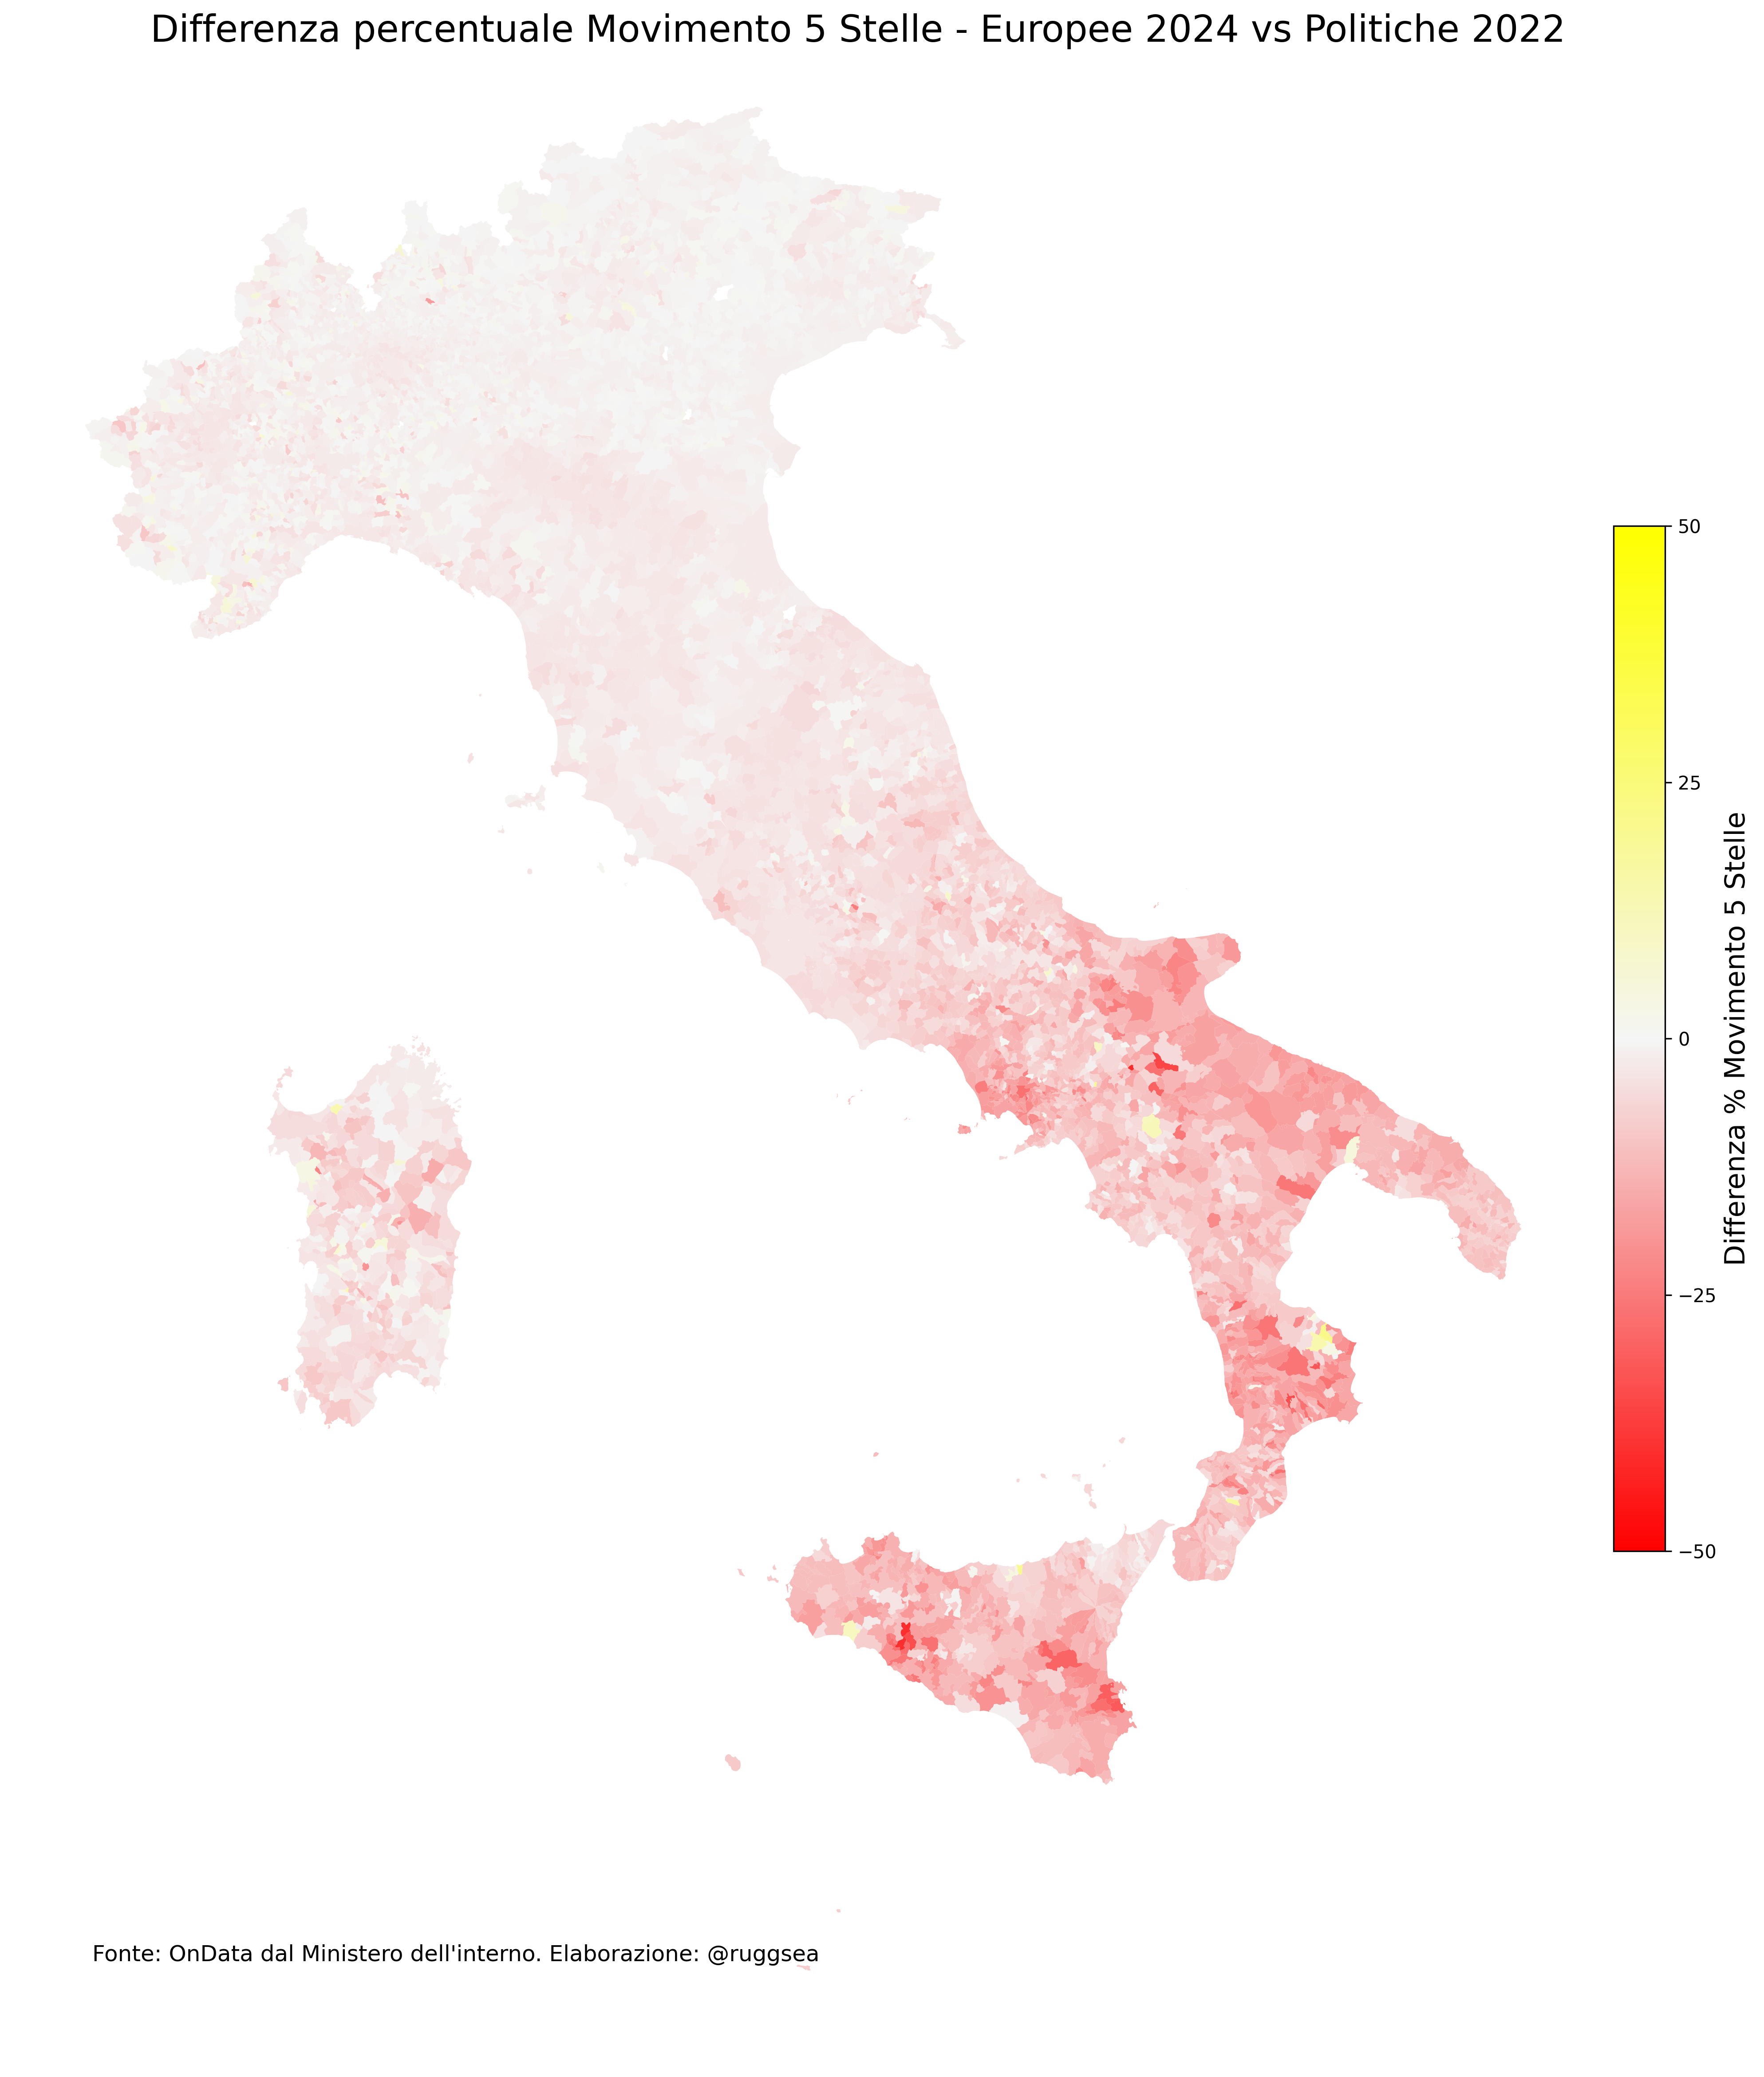 Differenza percentuale Movimento 5 Stelle - Europee 2024 vs Politiche 2022
50
25
0
−25
−50
Differenza % Movimento 5 Stelle
Fonte: OnData dal Ministero dell'interno. Elaborazione: @ruggsea